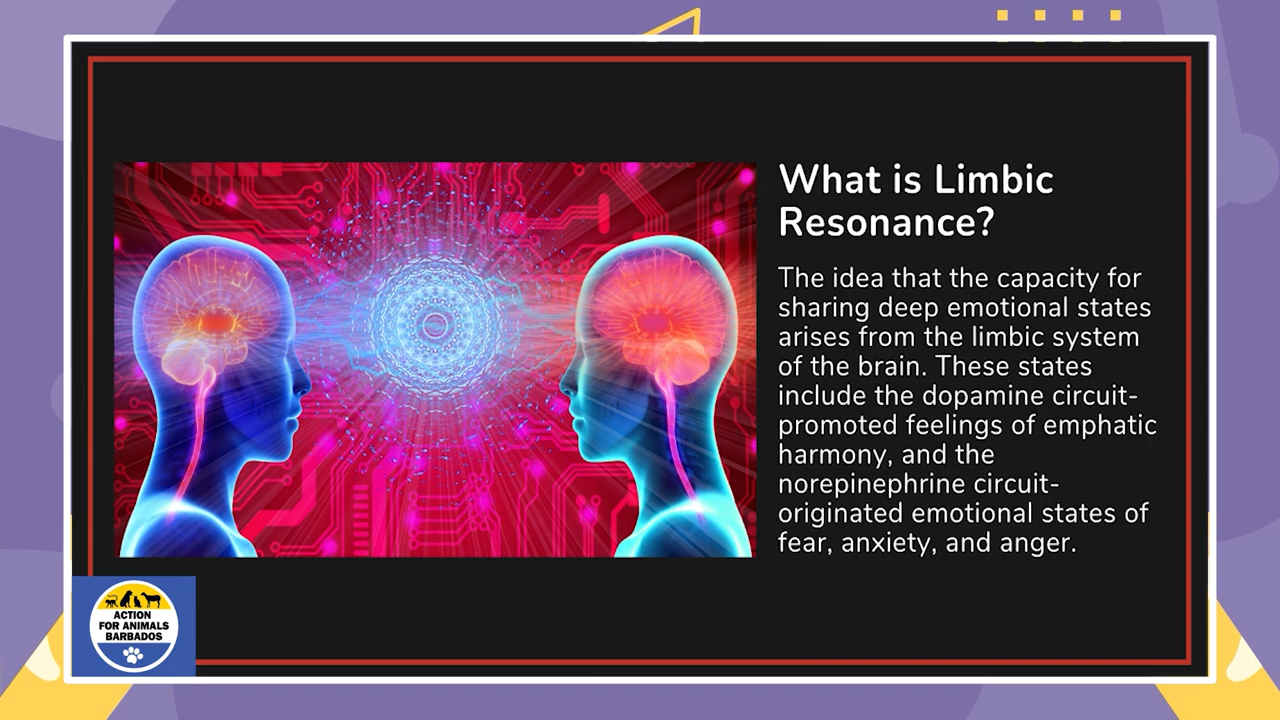 What is Limbic
Resonance?
The idea that the capacity for
sharing deep emotional states
arises from the limbic system
of the brain. These states
include the dopamine circuit-
promoted feelings of emphatic
harmony, and the
norepinephrine circuit-
originated emotional states of
fear, anxiety, and anger.
ACTION
FOR ANIMALS
BARBADOS